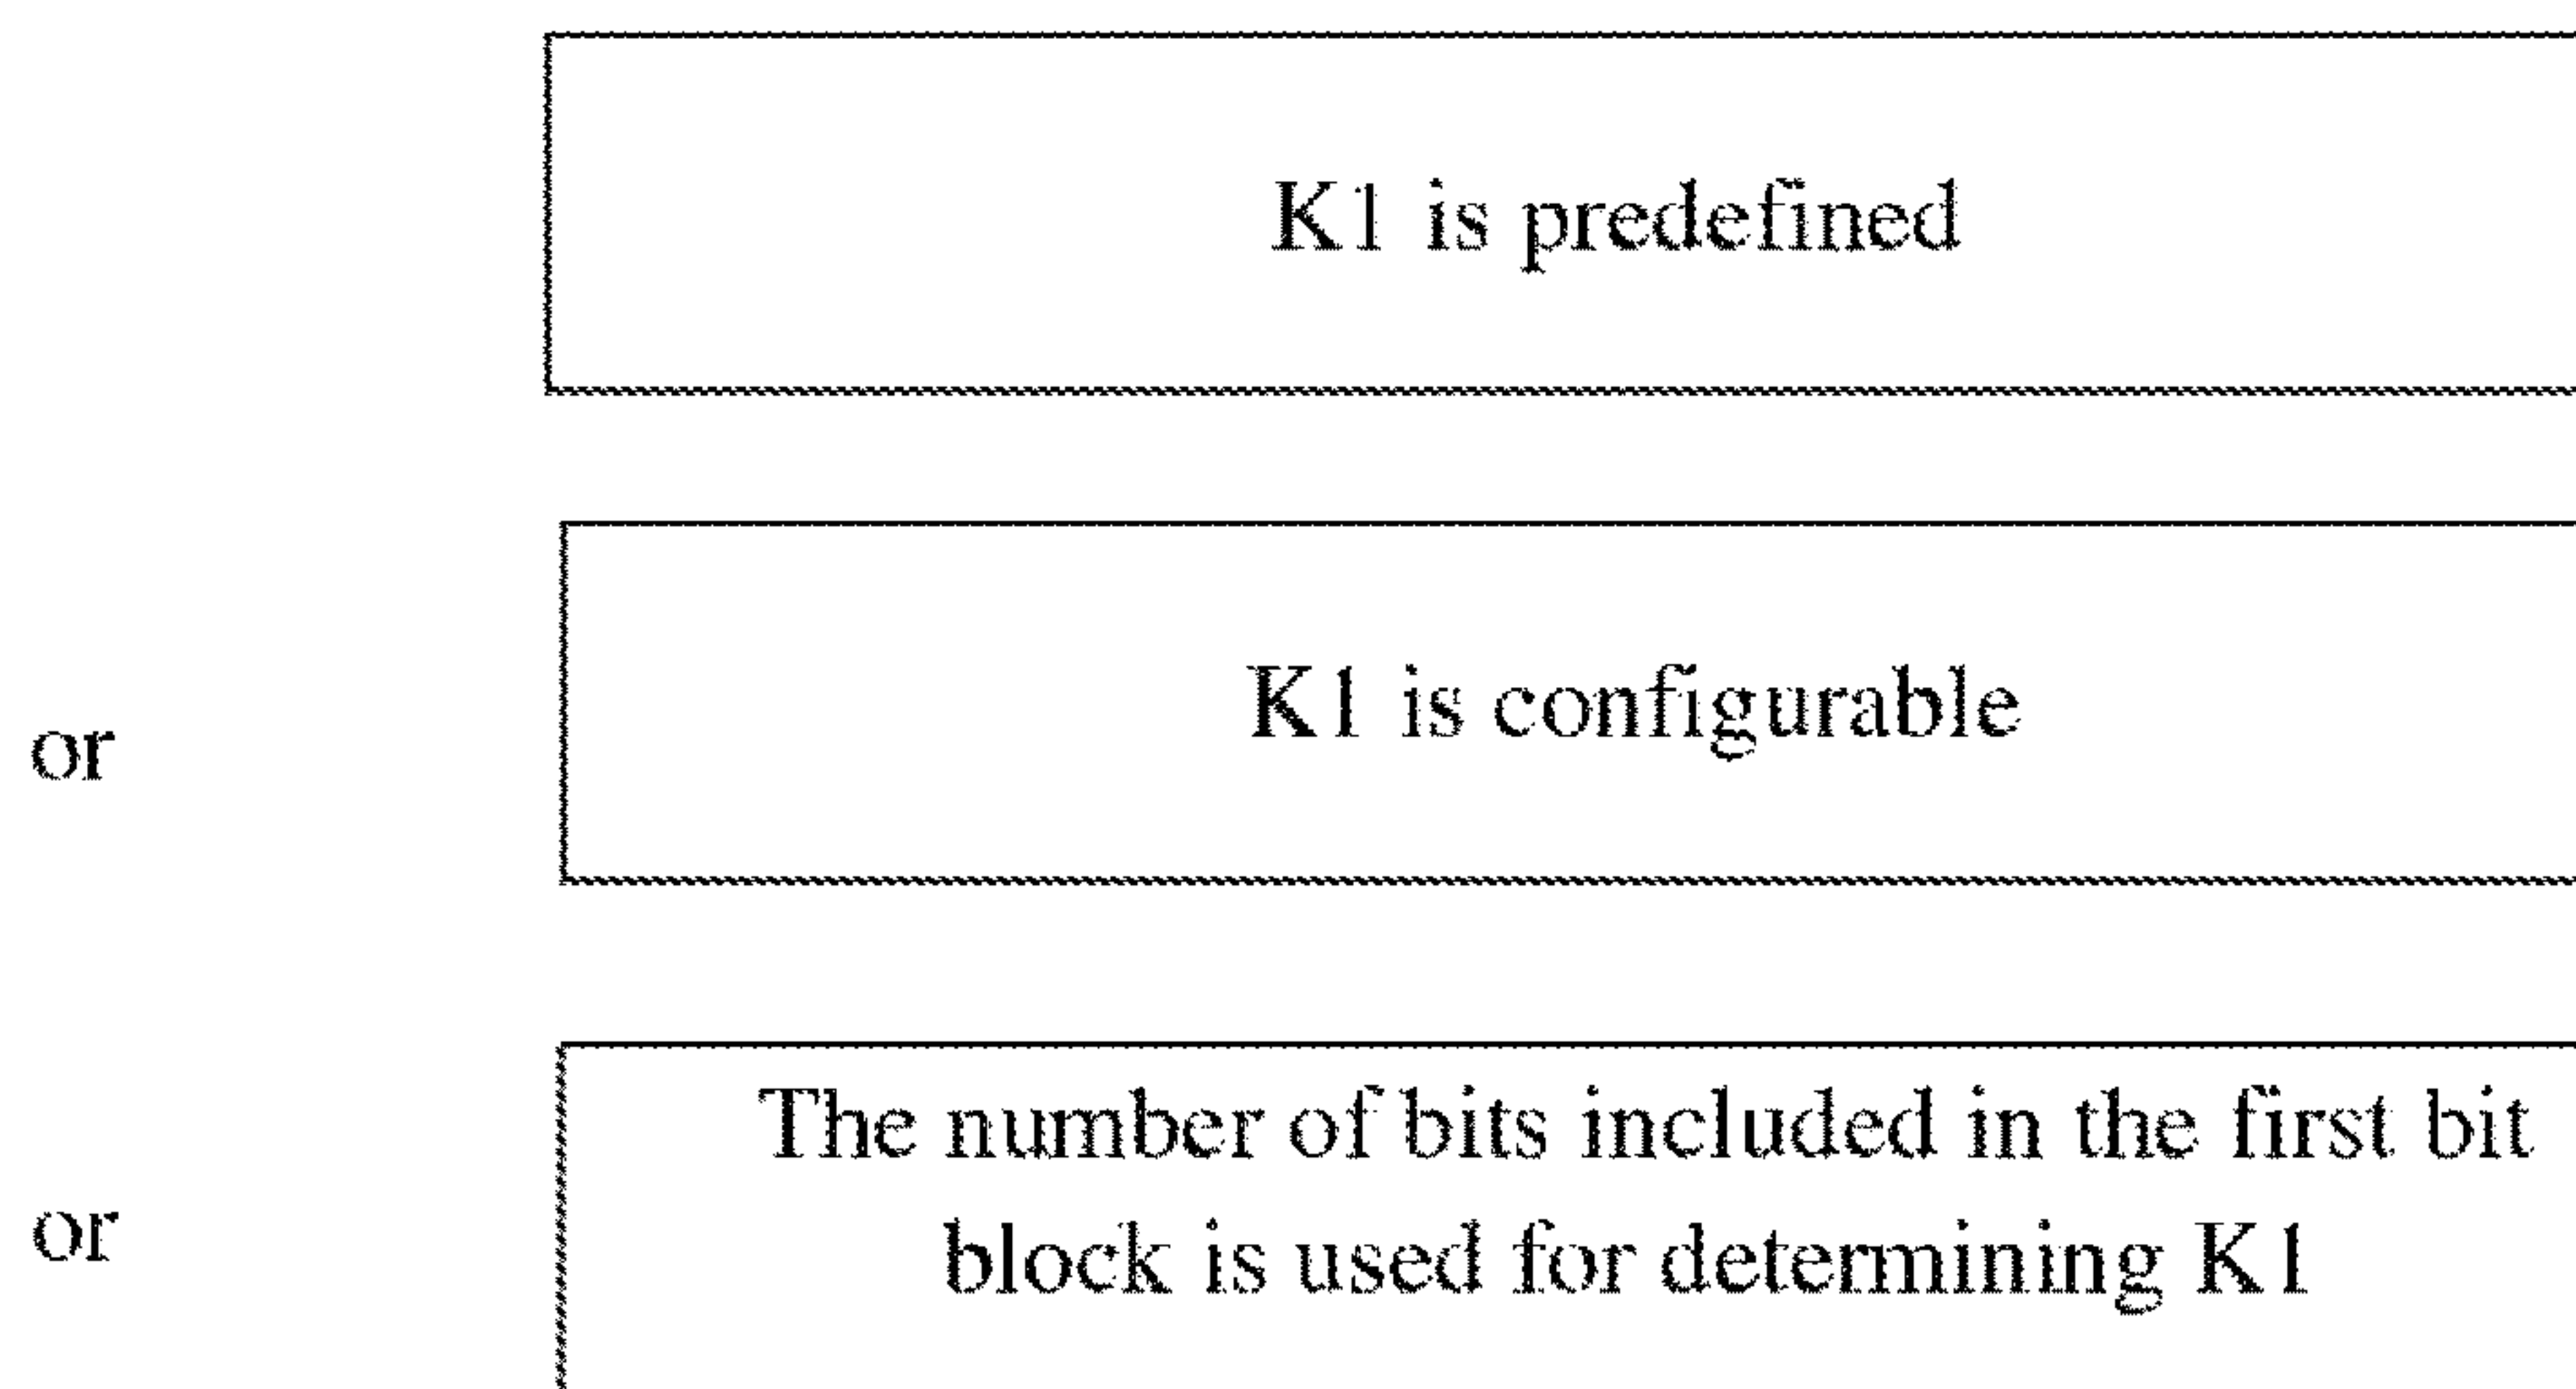 K1 is predefined
or
K1 is configurable
or
The number of bits included in the first bit
block is used for determining K1